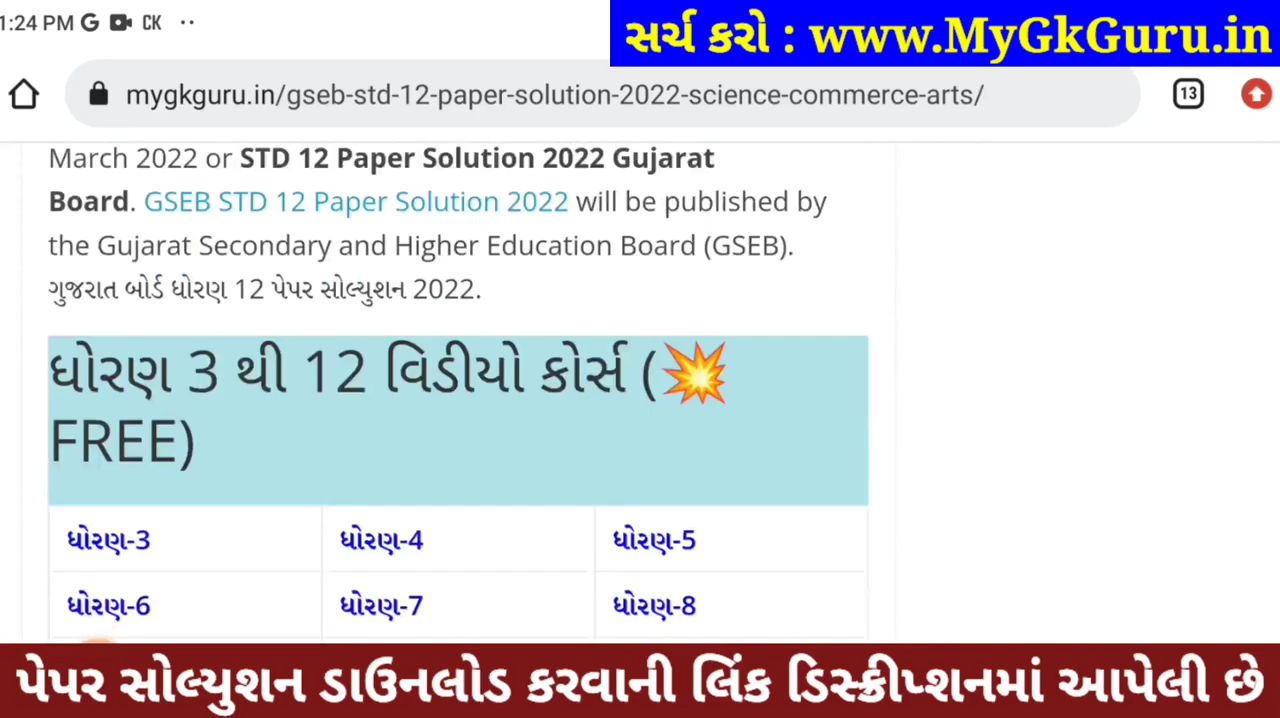 1:24 PM G CK
સર્ચ કરો : www.MyGkGuru.in
mygkguru.in/gseb-std-12-paper-solution-2022-science-commerce-arts/
13
March 2022 or STD 12 Paper Solution 2022 Gujarat
Board. GSEB STD 12 Paper Solution 2022 will be published by
the Gujarat Secondary and Higher Education Board (GSEB).
ગુજરાત બોર્ડ ધોરણ 12 પેપર સોલ્યુશન 2022.
ધોરણ 3 થી 12 વિડીયો કોર્સ (💥
FREE)
ધોરણ-3 ધોરણ-4 ધોરણ-5
ધોરણ-6 ધોરણ-7 ધોરણ-8
પેપર સોલ્યુશન ડાઉનલોડ કરવાની લિંક ડિસ્ક્રીપ્શનમાં આપેલી છે